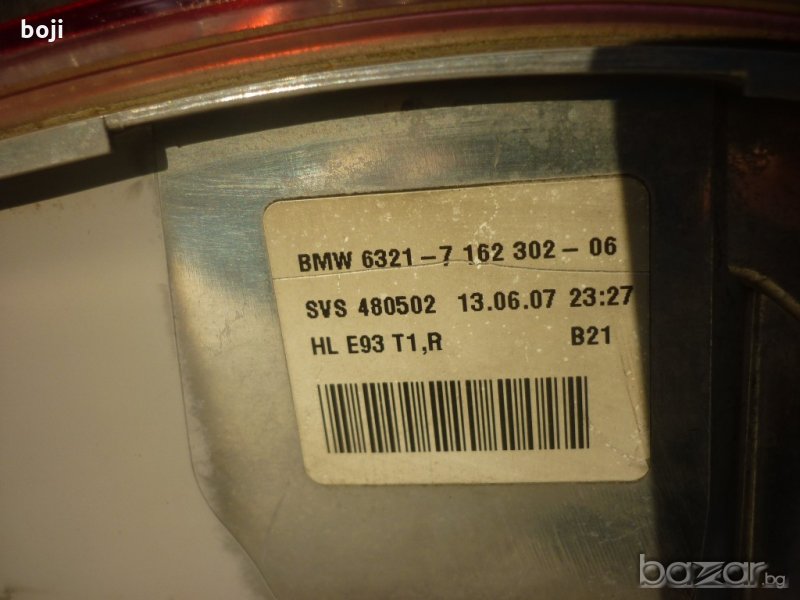 boji
BMW 6321-7 162 302-06
SVS 480502 13.06.07 23:27
HL E93 T1,R B21
bazar.bg